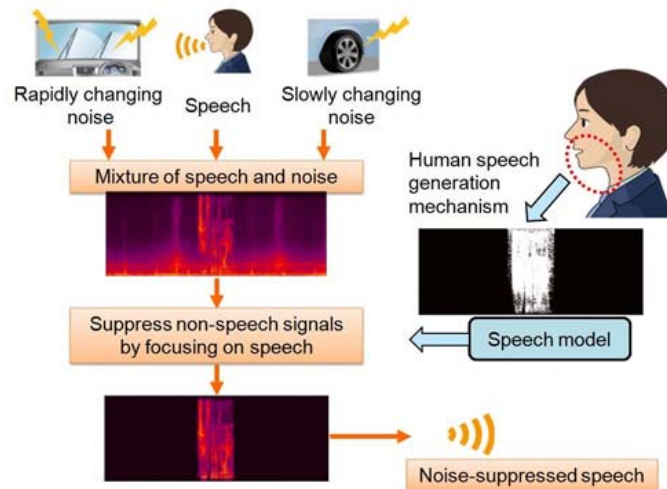 Rapidly changing
noise
Speech
Slowly changing
noise
Mixture of speech and noise
Human speech
generation
mechanism
Suppress non-speech signals
by focusing on speech
Speech model
Noise-suppressed speech